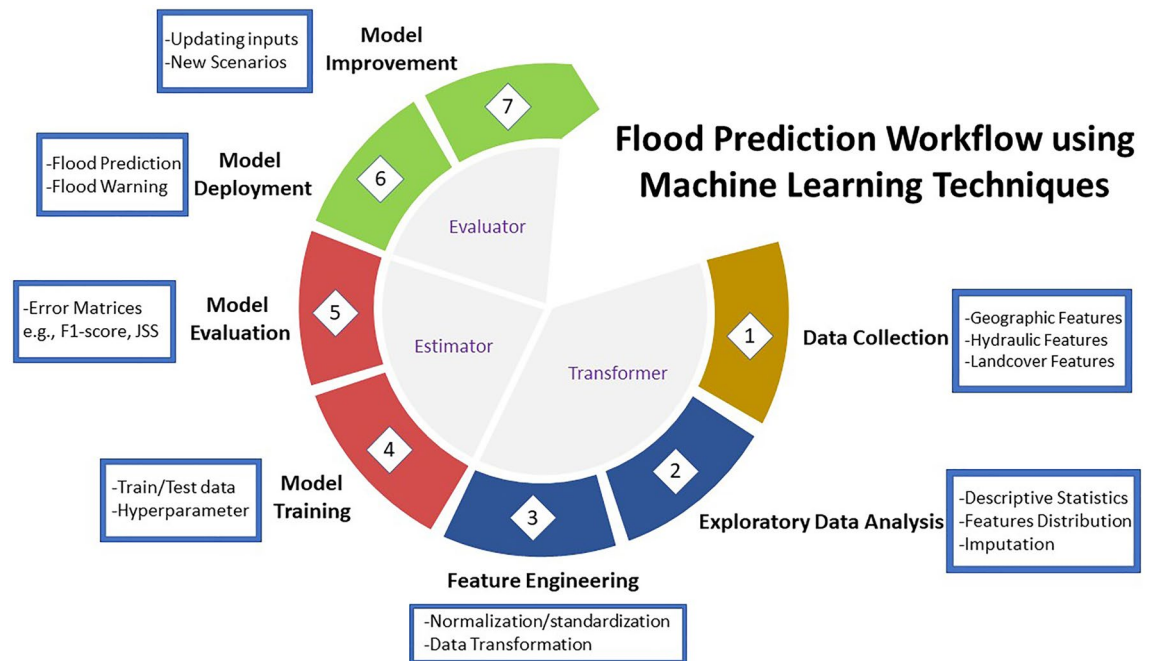 Flood Prediction Workflow using
Machine Learning Techniques
1
Data Collection
-Geographic Features
-Hydraulic Features
-Landcover Features
2
Exploratory Data Analysis
-Descriptive Statistics
-Features Distribution
-Imputation
3
Feature Engineering
-Normalization/standardization
-Data Transformation
4
Model
Training
-Train/Test data
-Hyperparameter
5
Model
Evaluation
-Error Matrices
e.g., F1-score, JSS
6
Model
Deployment
-Flood Prediction
-Flood Warning
7
Model
Improvement
-Updating inputs
-New Scenarios
Transformer
Estimator
Evaluator